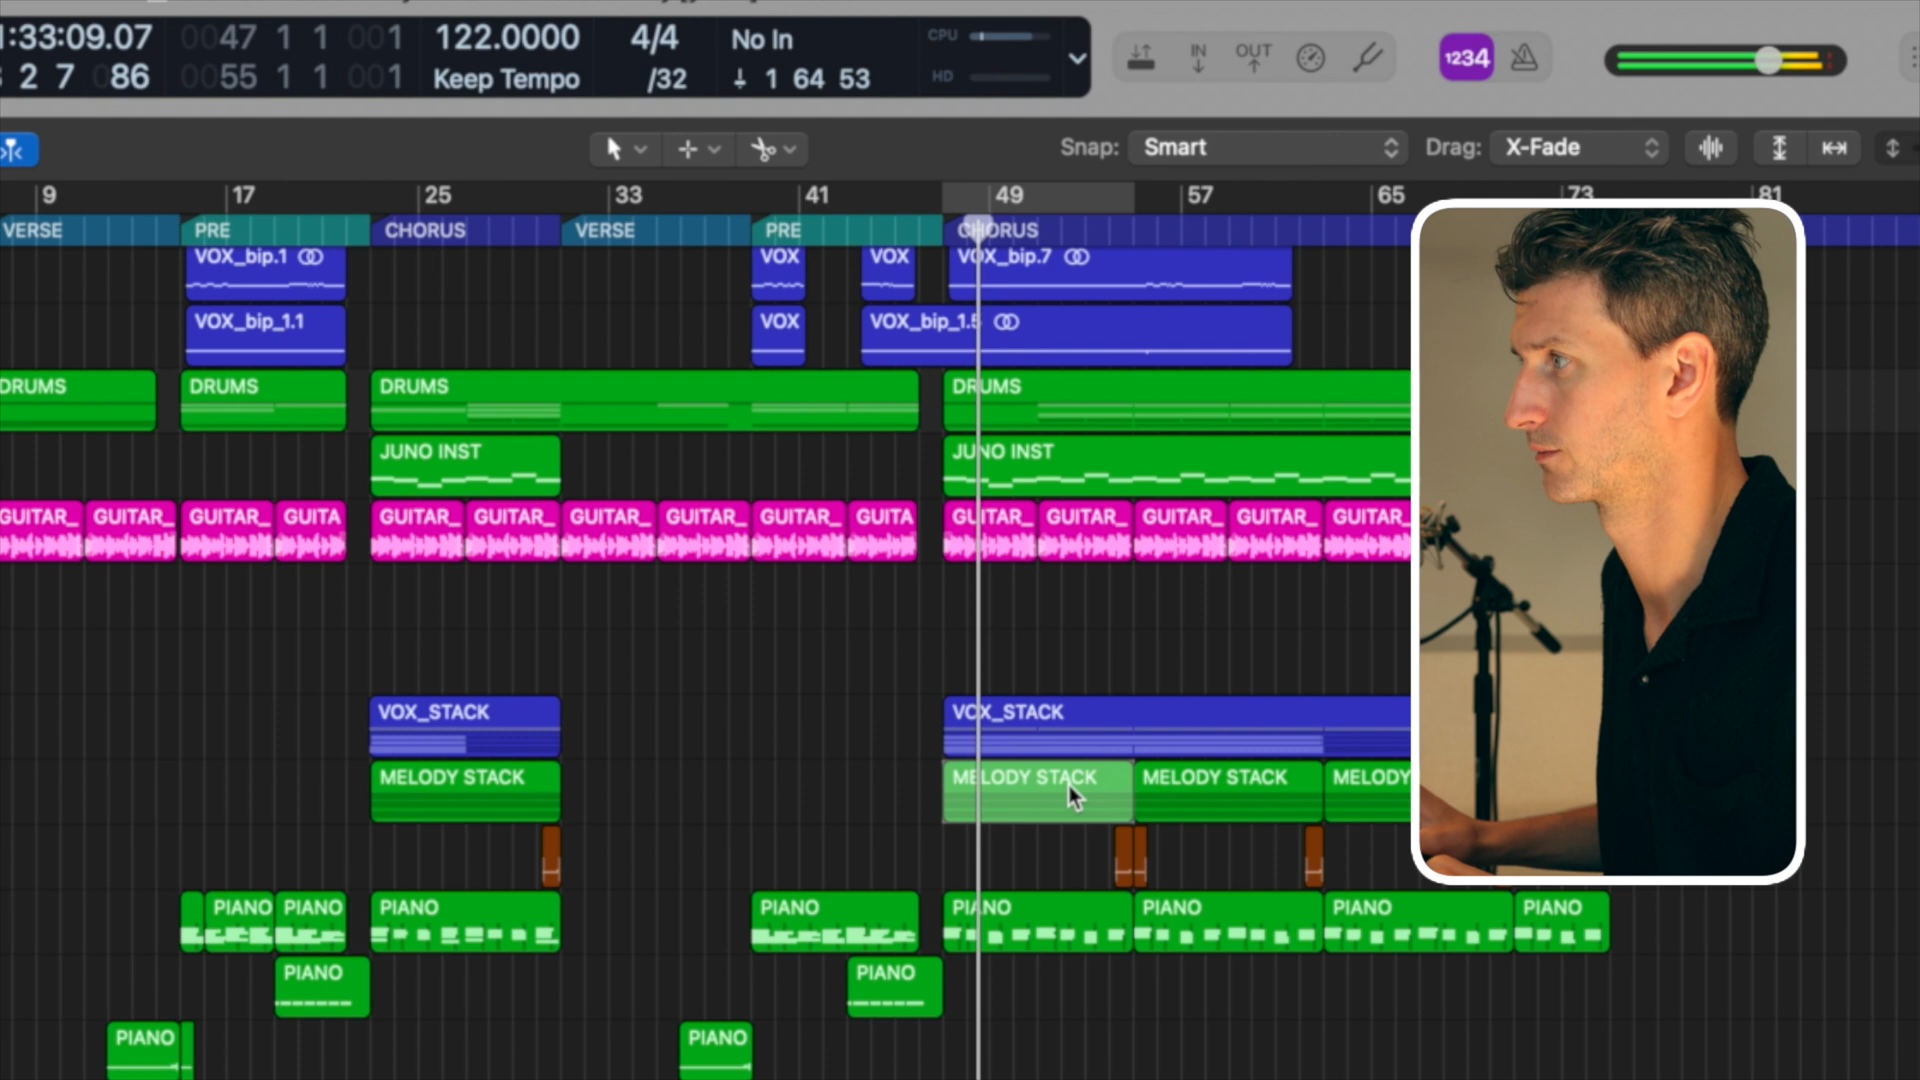 1:33:09.07 0047 1 1 001 122.0000 4/4 No In CPU
2 7 086 0055 1 1 001 Keep Tempo /32 1 64 53 HD
IN OUT 1234
Snap: Smart Drag: X-Fade
9 17 25 33 41 49 57 65 73 81
VERSE PRE CHORUS VERSE PRE CHORUS
VOX_bip.1 VOX VOX VOX_bip.7
VOX_bip_1.1 VOX VOX_bip_1.5
DRUMS DRUMS DRUMS DRUMS
JUNO INST JUNO INST
GUITAR_ GUITAR_ GUITAR_ GUITA GUITAR_ GUITAR_ GUITAR_ GUITAR_ GUITAR_ GUITA GUITAR_ GUITAR_ GUITAR_ GUITAR_ GUITAR_
VOX_STACK VOX_STACK
MELODY STACK MELODY STACK MELODY STACK MELODY
PIANO PIANO PIANO PIANO PIANO PIANO PIANO PIANO
PIANO PIANO
PIANO PIANO